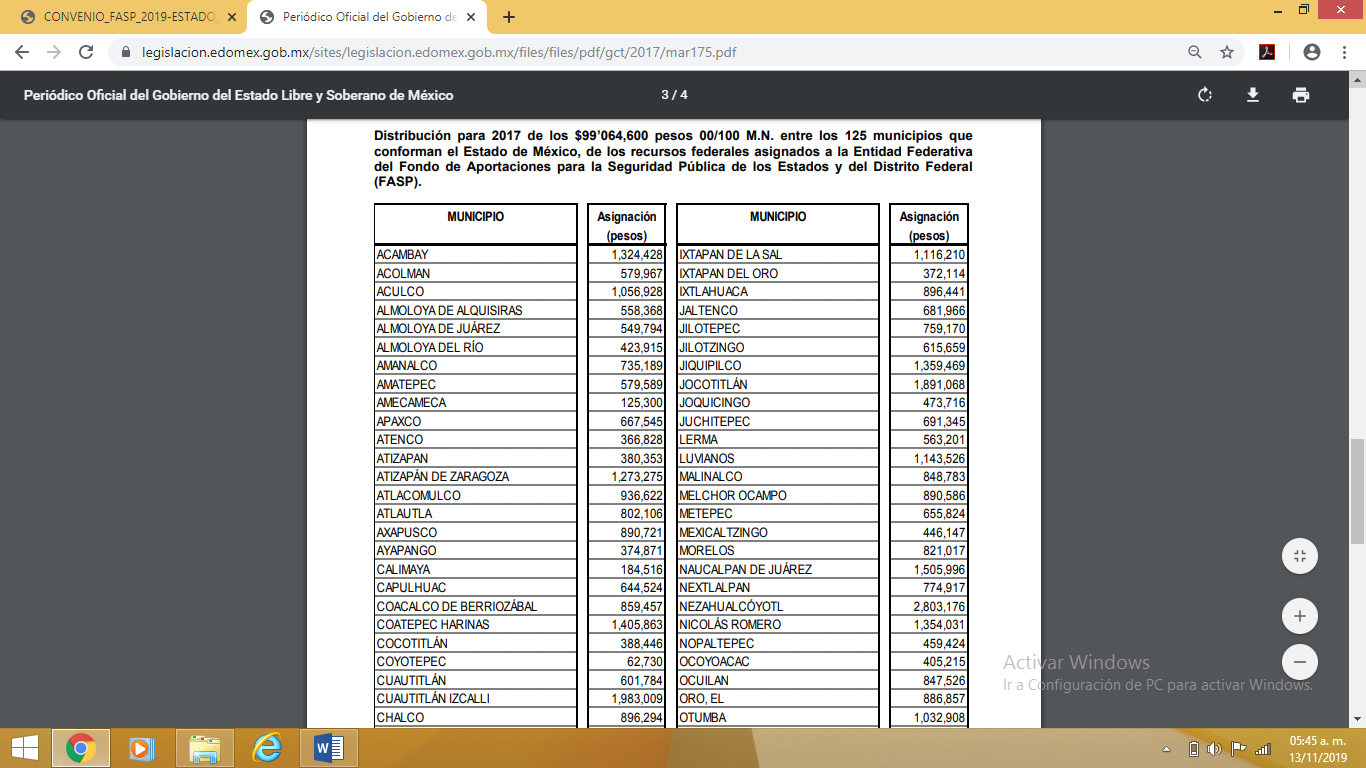 CONVENIO_FASP_2019-ESTADO_
Periódico Oficial del Gobierno de
legislacion.edomex.gob.mx/sites/legislacion.edomex.gob.mx/files/files/pdf/gct/2017/mar175.pdf
Periódico Oficial del Gobierno del Estado Libre y Soberano de México 3 / 4
Distribución para 2017 de los $99’064,600 pesos 00/100 M.N. entre los 125 municipios que
conforman el Estado de México, de los recursos federales asignados a la Entidad Federativa
del Fondo de Aportaciones para la Seguridad Pública de los Estados y del Distrito Federal
(FASP).
MUNICIPIO Asignación MUNICIPIO Asignación
(pesos) (pesos)
ACAMBAY 1,324,428 IXTAPAN DE LA SAL 1,116,210
ACOLMAN 579,967 IXTAPAN DEL ORO 372,114
ACULCO 1,056,928 IXTLAHUACA 896,441
ALMOLOYA DE ALQUISIRAS 558,368 JALTENCO 681,966
ALMOLOYA DE JUÁREZ 549,794 JILOTEPEC 759,170
ALMOLOYA DEL RÍO 423,915 JILOTZINGO 615,659
AMANALCO 735,189 JIQUIPILCO 1,359,469
AMATEPEC 579,589 JOCOTITLÁN 1,891,068
AMECAMECA 125,300 JOQUICINGO 473,716
APAXCO 667,545 JUCHITEPEC 691,345
ATENCO 366,828 LERMA 563,201
ATIZAPAN 380,353 LUVIANOS 1,143,526
ATIZAPÁN DE ZARAGOZA 1,273,275 MALINALCO 848,783
ATLACOMULCO 936,622 MELCHOR OCAMPO 890,586
ATLAUTLA 802,106 METEPEC 655,824
AXAPUSCO 890,721 MEXICALTZINGO 446,147
AYAPANGO 374,871 MORELOS 821,017
CALIMAYA 184,516 NAUCALPAN DE JUÁREZ 1,505,996
CAPULHUAC 644,524 NEXTLALPAN 774,917
COACALCO DE BERRIOZÁBAL 859,457 NEZAHUALCÓYOTL 2,803,176
COATEPEC HARINAS 1,405,863 NICOLÁS ROMERO 1,354,031
COCOTITLÁN 388,446 NOPALTEPEC 459,424
COYOTEPEC 62,730 OCOYOACAC 405,215
CUAUTITLÁN 601,784 OCUILAN 847,526
CUAUTITLÁN IZCALLI 1,983,009 ORO, EL 886,857
CHALCO 896,294 OTUMBA 1,032,908
Activar Windows
Ir a Configuración de PC para activar Windows.
05:45 a. m.
13/11/2019